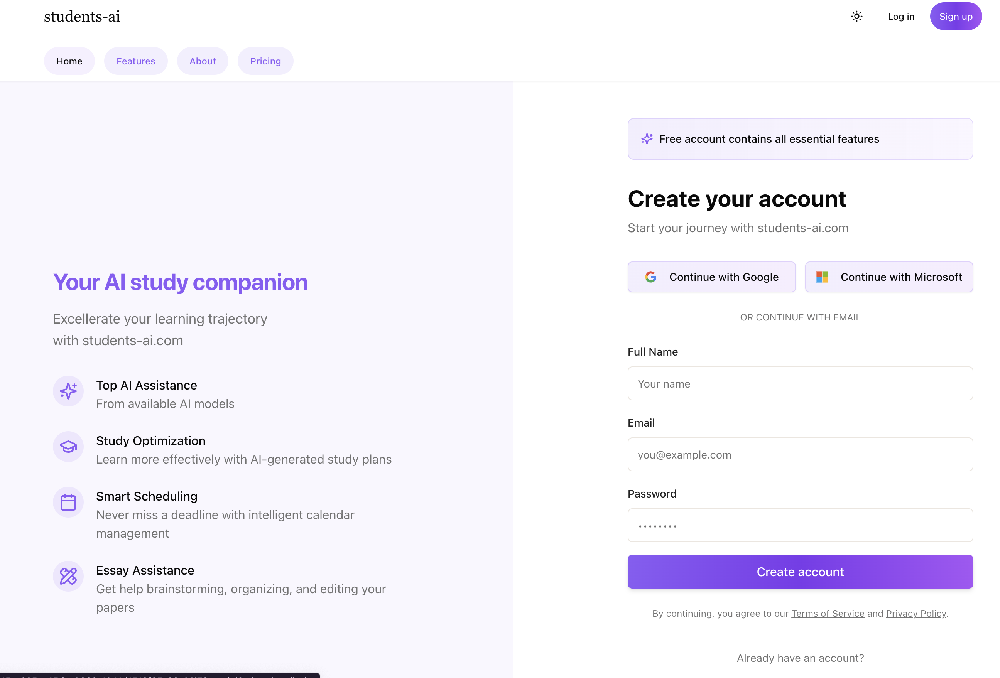 students-ai
Log in
Sign up
Home
Features
About
Pricing
Your AI study companion
Excellerate your learning trajectory
with students-ai.com
Top AI Assistance
From available AI models
Study Optimization
Learn more effectively with AI-generated study plans
Smart Scheduling
Never miss a deadline with intelligent calendar
management
Essay Assistance
Get help brainstorming, organizing, and editing your
papers
Free account contains all essential features
Create your account
Start your journey with students-ai.com
Continue with Google
Continue with Microsoft
OR CONTINUE WITH EMAIL
Full Name
Your name
Email
you@example.com
Password
••••••••
Create account
By continuing, you agree to our Terms of Service and Privacy Policy.
Already have an account?